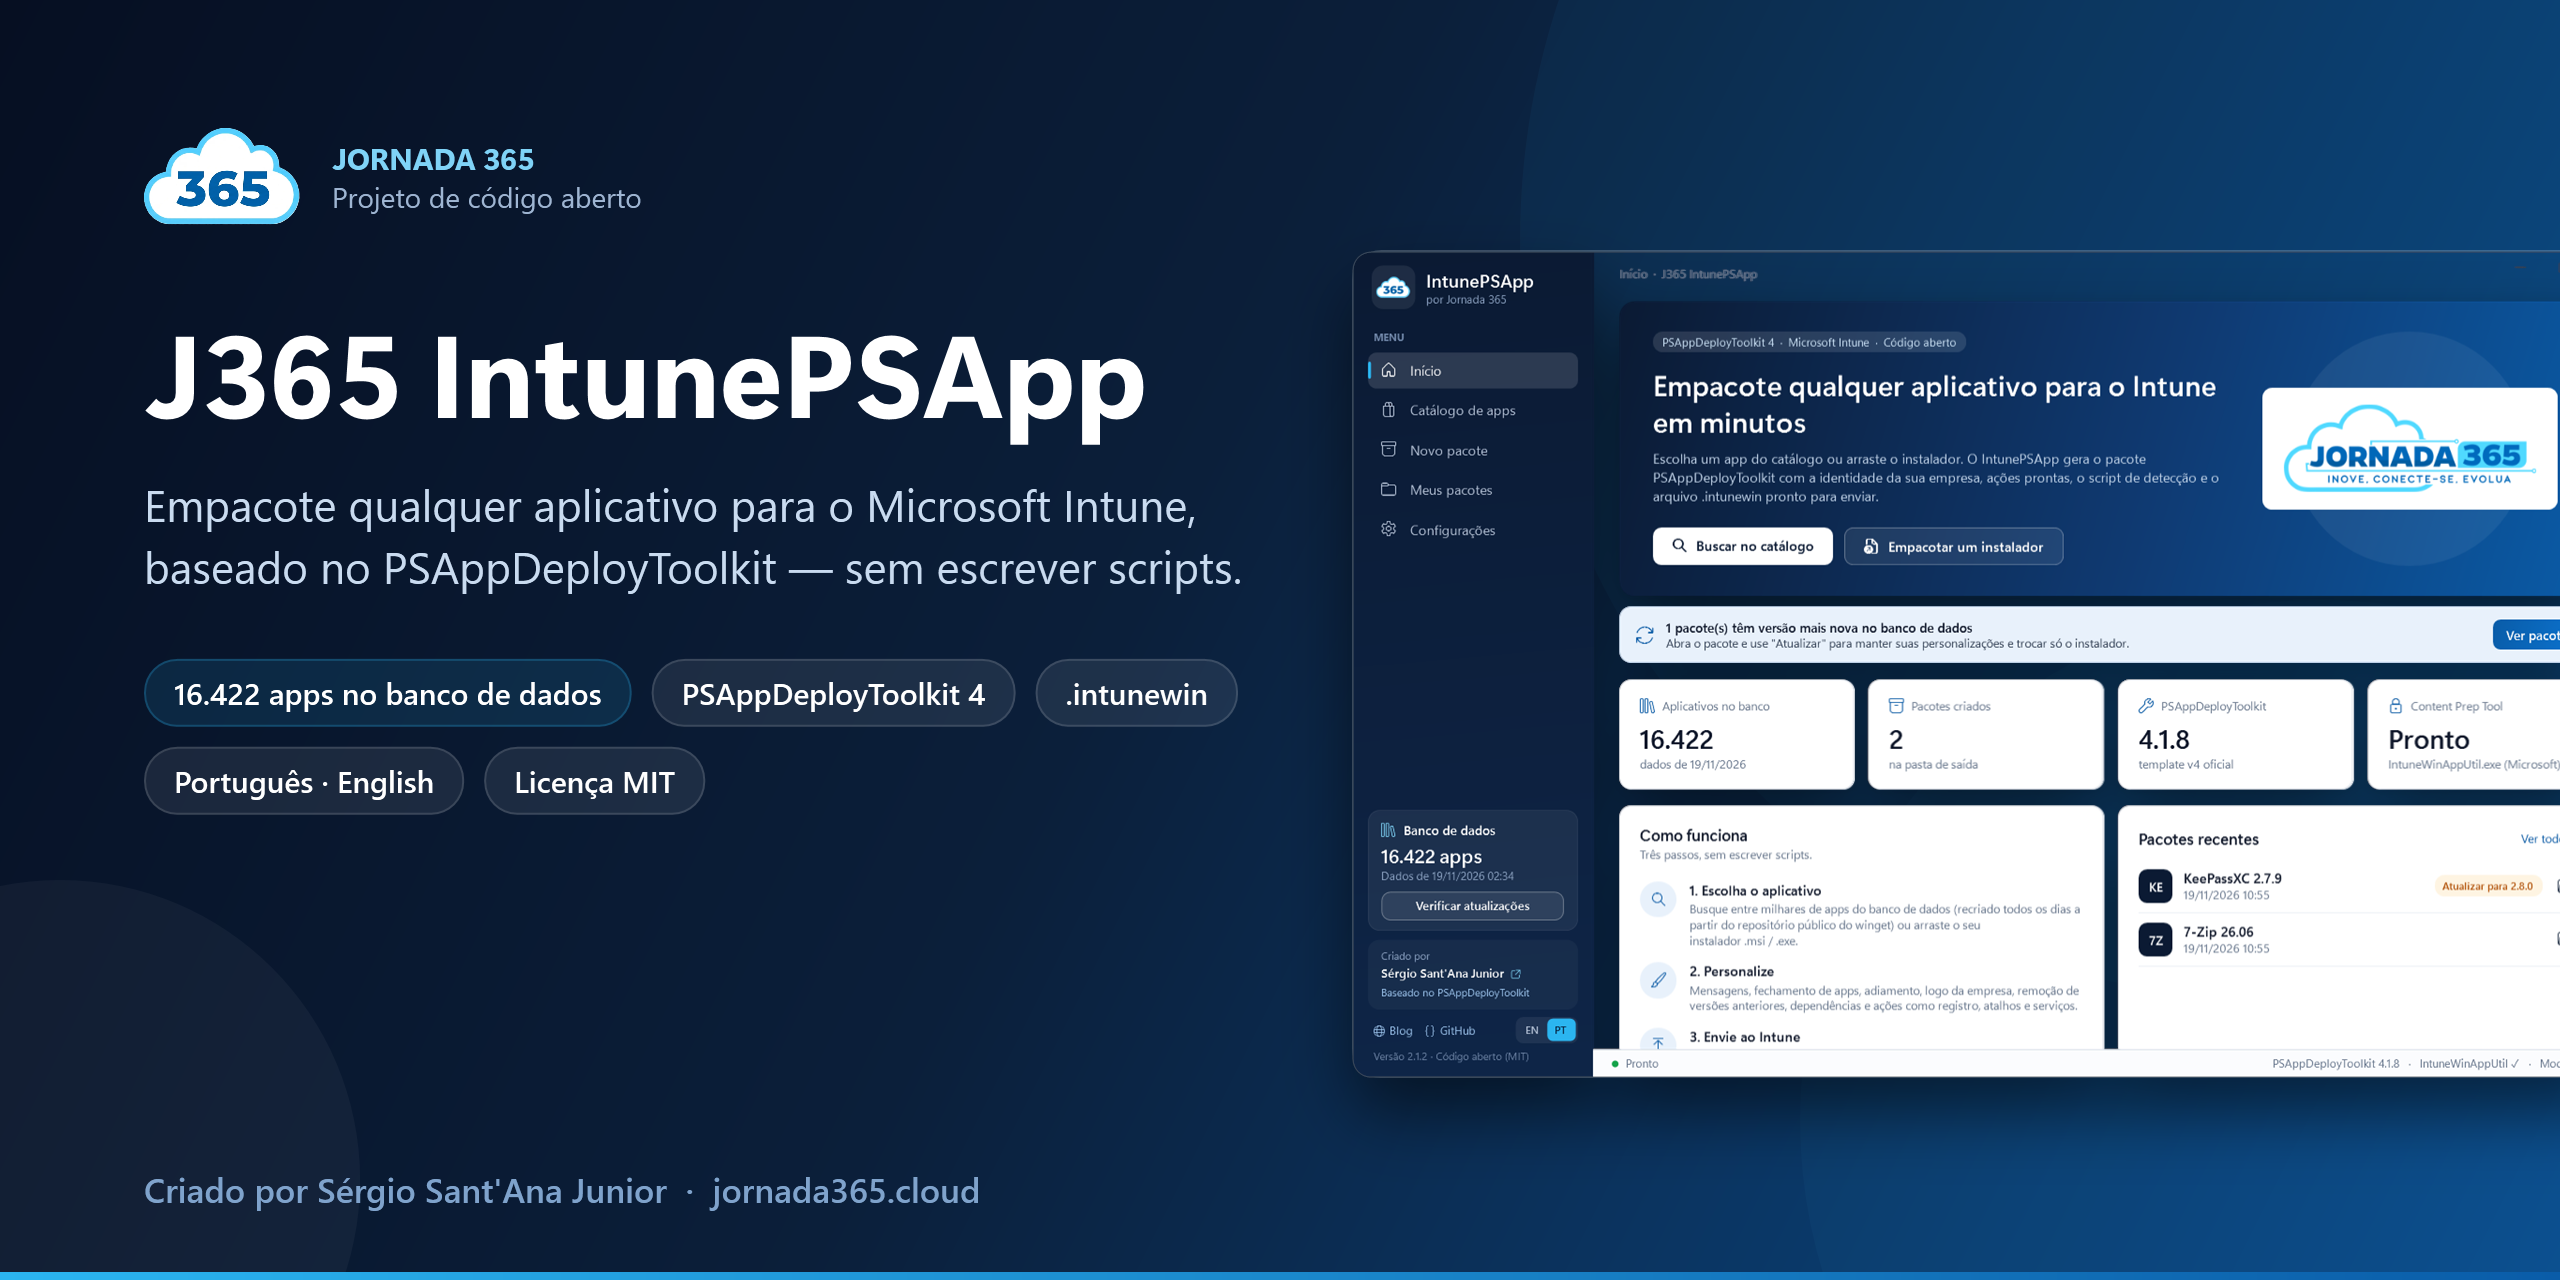 365
JORNADA 365
Projeto de código aberto
J365 IntunePSApp
Empacote qualquer aplicativo para o Microsoft Intune,
baseado no PSAppDeployToolkit — sem escrever scripts.
16.422 apps no banco de dados
PSAppDeployToolkit 4
.intunewin
Português · English
Licença MIT
Criado por Sérgio Sant'Ana Junior · jornada365.cloud
365
IntunePSApp
por Jornada 365
MENU
Início
Catálogo de apps
Novo pacote
Meus pacotes
Configurações
Banco de dados
16.422 apps
Dados de 19/11/2026 02:34
Verificar atualizações
Criado por
Sérgio Sant'Ana Junior
Baseado no PSAppDeployToolkit
Blog
{} GitHub
EN
PT
Versão 2.1.2 · Código aberto (MIT)
Início · J365 IntunePSApp
PSAppDeployToolkit 4 · Microsoft Intune · Código aberto
Empacote qualquer aplicativo para o Intune
em minutos
Escolha um app do catálogo ou arraste o instalador. O IntunePSApp gera o pacote
PSAppDeployToolkit com a identidade da sua empresa, ações prontas, o script de detecção e o
arquivo .intunewin pronto para enviar.
Buscar no catálogo
Empacotar um instalador
JORNADA 365
INOVE. CONECTE-SE. EVOLUA
1 pacote(s) têm versão mais nova no banco de dados
Abra o pacote e use "Atualizar" para manter suas personalizações e trocar só o instalador.
Ver pacot
Aplicativos no banco
16.422
dados de 19/11/2026
Pacotes criados
2
na pasta de saída
PSAppDeployToolkit
4.1.8
template v4 oficial
Content Prep Tool
Pronto
IntuneWinAppUtil.exe (Microsoft)
Como funciona
Três passos, sem escrever scripts.
1. Escolha o aplicativo
Busque entre milhares de apps do banco de dados (recriado todos os dias a
partir do repositório público do winget) ou arraste o seu
instalador .msi / .exe.
2. Personalize
Mensagens, fechamento de apps, adiamento, logo da empresa, remoção de
versões anteriores, dependências e ações como registro, atalhos e serviços.
3. Envie ao Intune
Pacotes recentes
Ver tod
KE
KeePassXC 2.7.9
19/11/2026 10:55
Atualizar para 2.8.0
7Z
7-Zip 26.06
19/11/2026 10:55
Pronto
PSAppDeployToolkit 4.1.8 · IntuneWinAppUtil ✓ · Moc